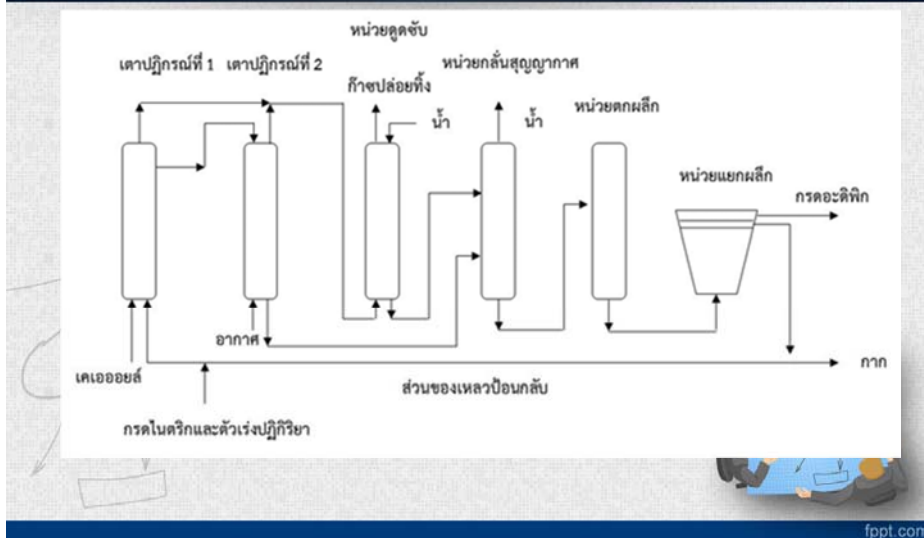 หน่วยดูดซับ
เตาปฏิกรณ์ที่ 1 เตาปฏิกรณ์ที่ 2
หน่วยกลั่นสุญญากาศ
ก๊าซปล่อยทิ้ง
น้ำ
น้ำ
หน่วยตกผลึก
หน่วยแยกผลึก
กรดอะดิพิก
อากาศ
เคเอออยล์
ส่วนของเหลวป้อนกลับ
กาก
กรดไนตริกและตัวเร่งปฏิกิริยา
fppt.com